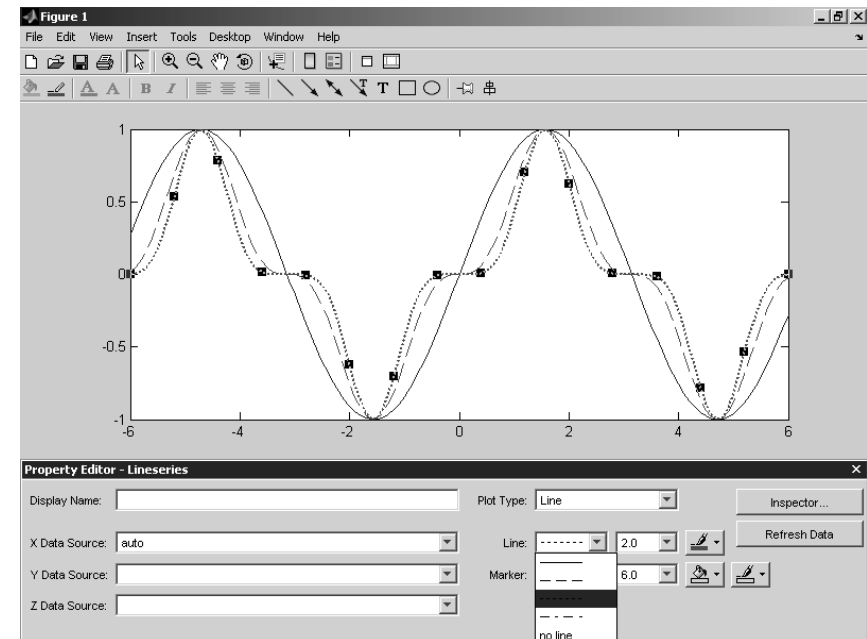 Figure 1
File Edit View Insert Tools Desktop Window Help
A A B I T T
1
0.5
0
-0.5
-1
-6 -4 -2 0 2 4 6
Property Editor - Lineseries
Display Name: Plot Type: Line Inspector...
X Data Source: auto Line: 2.0 Refresh Data
Y Data Source: Marker: 6.0
Z Data Source:
no line